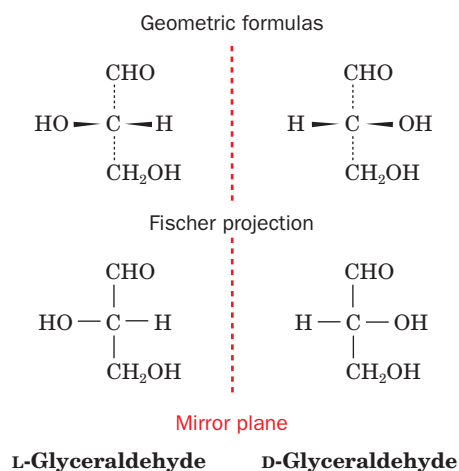 Geometric formulas
CHO CHO
HO C H H C OH
CH₂OH CH₂OH
Fischer projection
CHO CHO
HO — C — H H — C — OH
CH₂OH CH₂OH
Mirror plane
L-Glyceraldehyde D-Glyceraldehyde